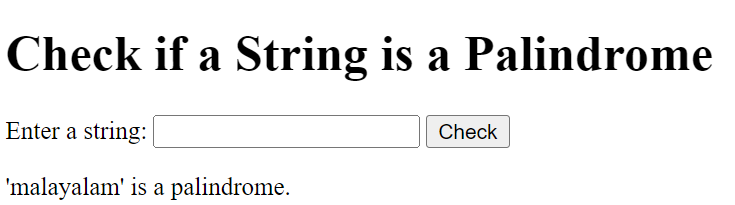 Check if a String is a Palindrome
Enter a string: Check
'malayalam' is a palindrome.